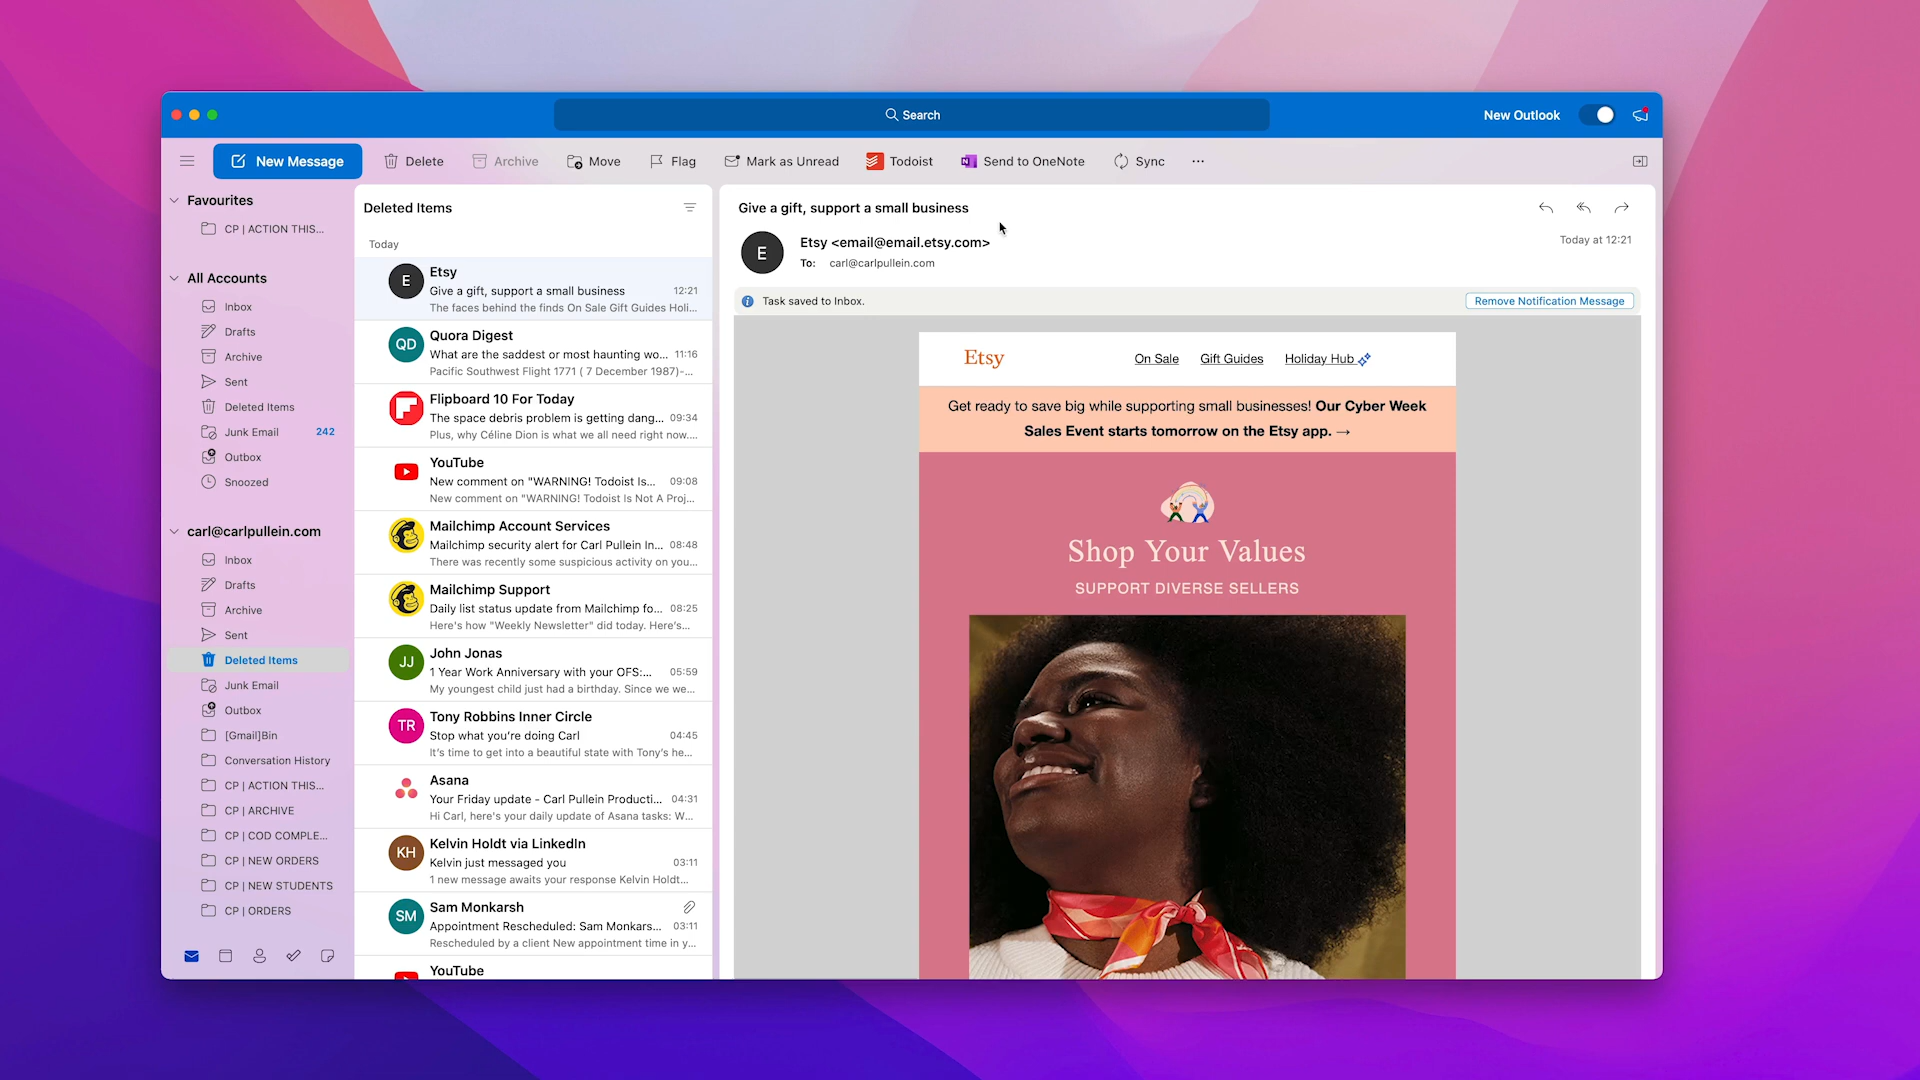 Search
New Outlook
New Message
Delete
Archive
Move
Flag
Mark as Unread
Todoist
Send to OneNote
Sync
Favourites
CP | ACTION THIS...
All Accounts
Inbox
Drafts
Archive
Sent
Deleted Items
Junk Email 242
Outbox
Snoozed
carl@carlpullein.com
Inbox
Drafts
Archive
Sent
Deleted Items
Junk Email
Outbox
[Gmail]Bin
Conversation History
CP | ACTION THIS...
CP | ARCHIVE
CP | COD COMPLE...
CP | NEW ORDERS
CP | NEW STUDENTS
CP | ORDERS
Deleted Items
Today
E
Etsy
Give a gift, support a small business 12:21
The faces behind the finds On Sale Gift Guides Holi...
QD
Quora Digest
What are the saddest or most haunting wo... 11:16
Pacific Southwest Flight 1771 ( 7 December 1987)-...
Flipboard 10 For Today
The space debris problem is getting dang... 09:34
Plus, why Céline Dion is what we all need right now....
YouTube
New comment on "WARNING! Todoist Is... 09:08
New comment on "WARNING! Todoist Is Not A Proj...
Mailchimp Account Services
Mailchimp security alert for Carl Pullein In... 08:48
There was recently some suspicious activity on you...
Mailchimp Support
Daily list status update from Mailchimp fo... 08:25
Here's how "Weekly Newsletter" did today. Here's...
JJ
John Jonas
1 Year Work Anniversary with your OFS:... 05:59
My youngest child just had a birthday. Since we we...
TR
Tony Robbins Inner Circle
Stop what you're doing Carl 04:45
It's time to get into a beautiful state with Tony's he...
Asana
Your Friday update - Carl Pullein Producti... 04:31
Hi Carl, here's your daily update of Asana tasks: W...
KH
Kelvin Holdt via LinkedIn
Kelvin just messaged you 03:11
1 new message awaits your response Kelvin Holdt...
SM
Sam Monkarsh
Appointment Rescheduled: Sam Monkars... 03:11
Rescheduled by a client New appointment time in y...
YouTube
Give a gift, support a small business
E
Etsy <email@email.etsy.com>
To: carl@carlpullein.com
Today at 12:21
Task saved to Inbox.
Remove Notification Message
Etsy
On Sale Gift Guides Holiday Hub
Get ready to save big while supporting small businesses! Our Cyber Week
Sales Event starts tomorrow on the Etsy app. →
Shop Your Values
SUPPORT DIVERSE SELLERS